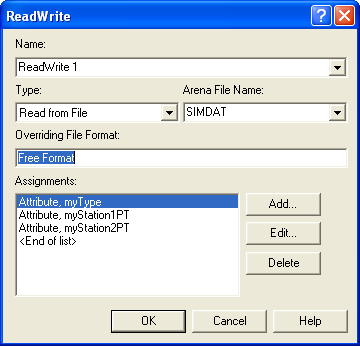 ReadWrite
Name:
ReadWrite 1
Type: Arena File Name:
Read from File SIMDAT
Overriding File Format:
Free Format
Assignments:
Attribute, myType
Attribute, myStation1PT
Attribute, myStation2PT
<End of list>
Add...
Edit...
Delete
OK Cancel Help